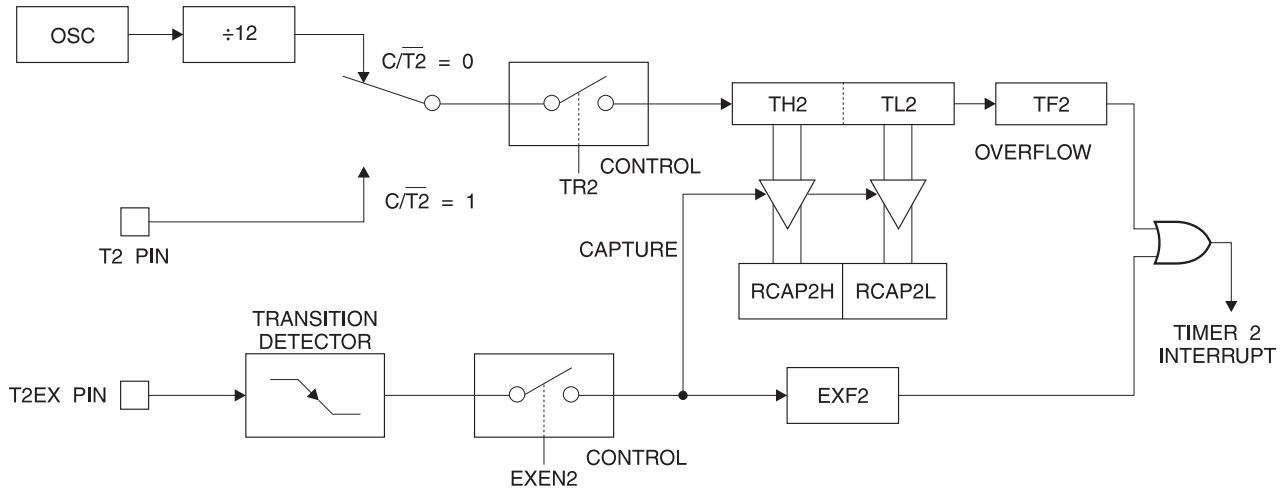 OSC
÷12
C/T2̅ = 0
TH2
TL2
TF2
OVERFLOW
CONTROL
TR2
C/T2̅ = 1
T2 PIN
CAPTURE
RCAP2H
RCAP2L
TRANSITION
DETECTOR
TIMER 2
INTERRUPT
T2EX PIN
EXF2
CONTROL
EXEN2